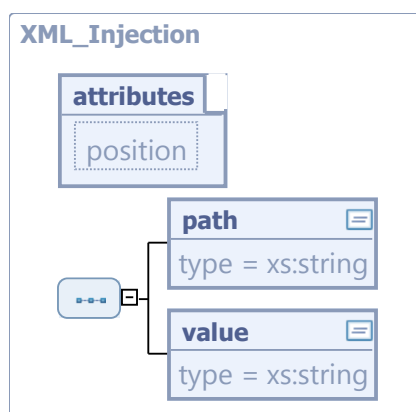 XML_Injection
attributes
position
path
type = xs:string
value
type = xs:string